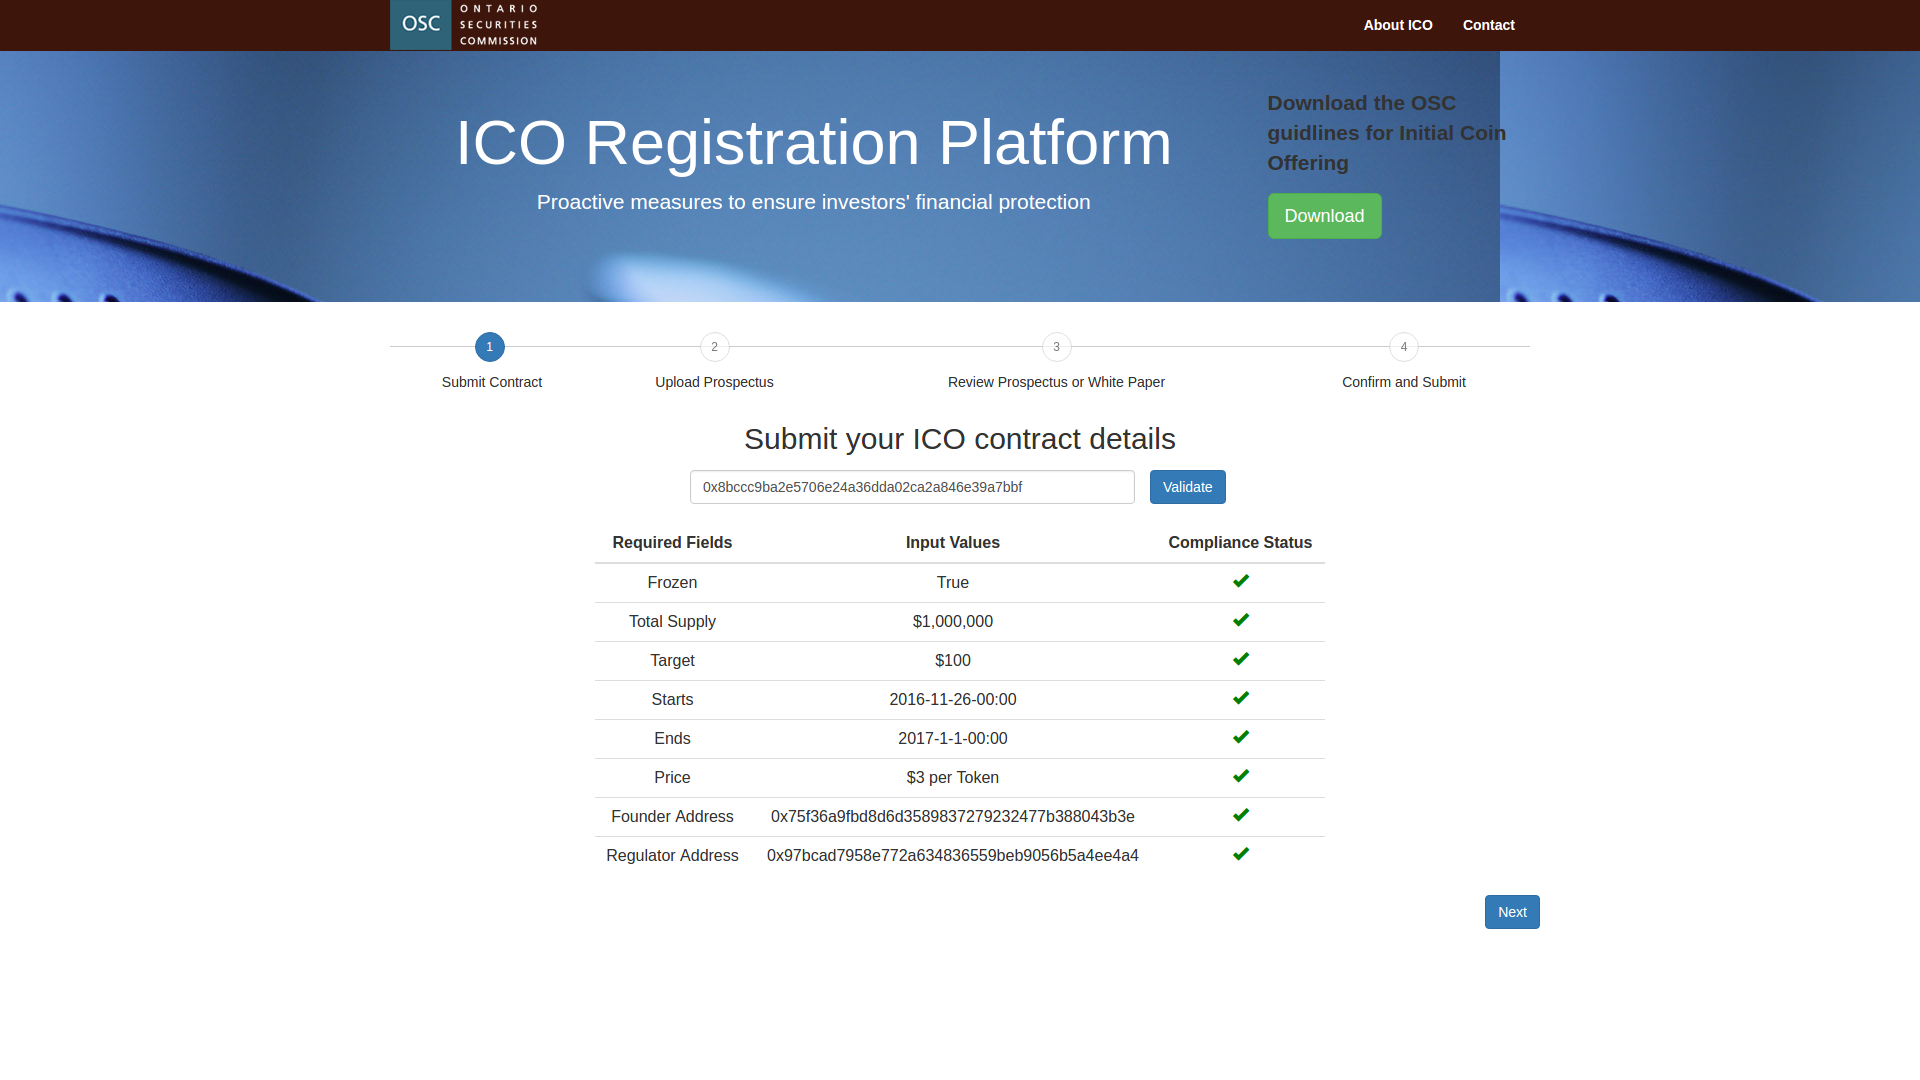 OSC
ONTARIO
SECURITIES
COMMISSION
About ICO
Contact
ICO Registration Platform
Proactive measures to ensure investors' financial protection
Download the OSC
guidlines for Initial Coin
Offering
Download
1
2
3
4
Submit Contract
Upload Prospectus
Review Prospectus or White Paper
Confirm and Submit
Submit your ICO contract details
0x8bccc9ba2e5706e24a36dda02ca2a846e39a7bbf
Validate
Required Fields Input Values Compliance Status
Frozen True
Total Supply $1,000,000
Target $100
Starts 2016-11-26-00:00
Ends 2017-1-1-00:00
Price $3 per Token
Founder Address 0x75f36a9fbd8d6d3589837279232477b388043b3e
Regulator Address 0x97bcad7958e772a634836559beb9056b5a4ee4a4
Next